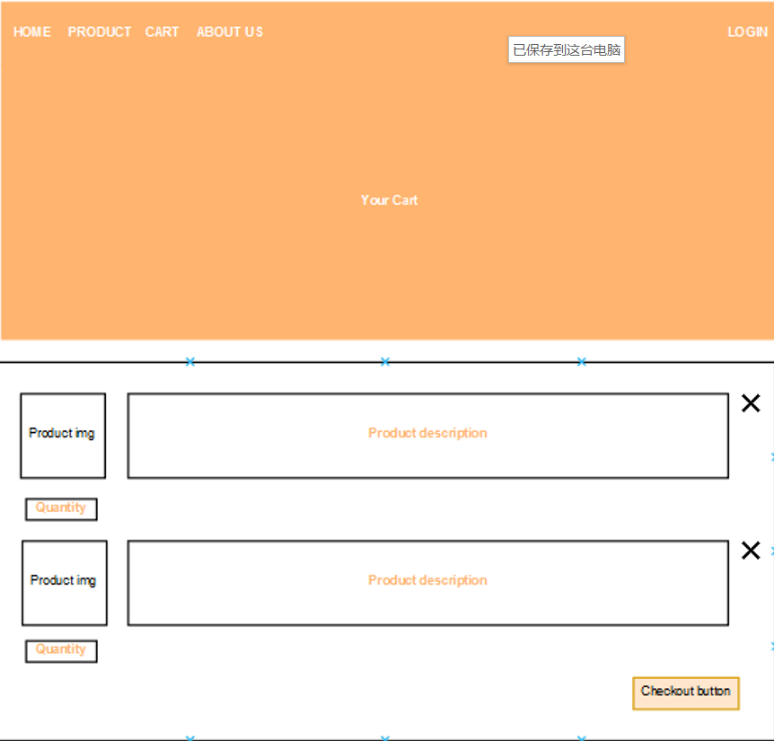 HOME PRODUCT CART ABOUT US LOGIN
已保存到这台电脑
Your Cart
Product img Product description
Quantity
Product img Product description
Quantity
Checkout button